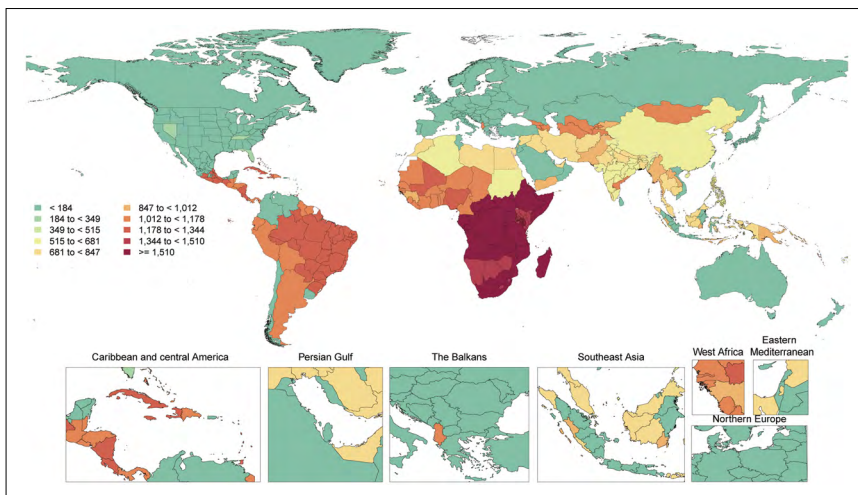 < 184
184 to < 349
349 to < 515
515 to < 681
681 to < 847
847 to < 1,012
1,012 to < 1,178
1,178 to < 1,344
1,344 to < 1,510
>= 1,510
Caribbean and central America
Persian Gulf
The Balkans
Southeast Asia
West Africa
Eastern
Mediterranean
Northern Europe